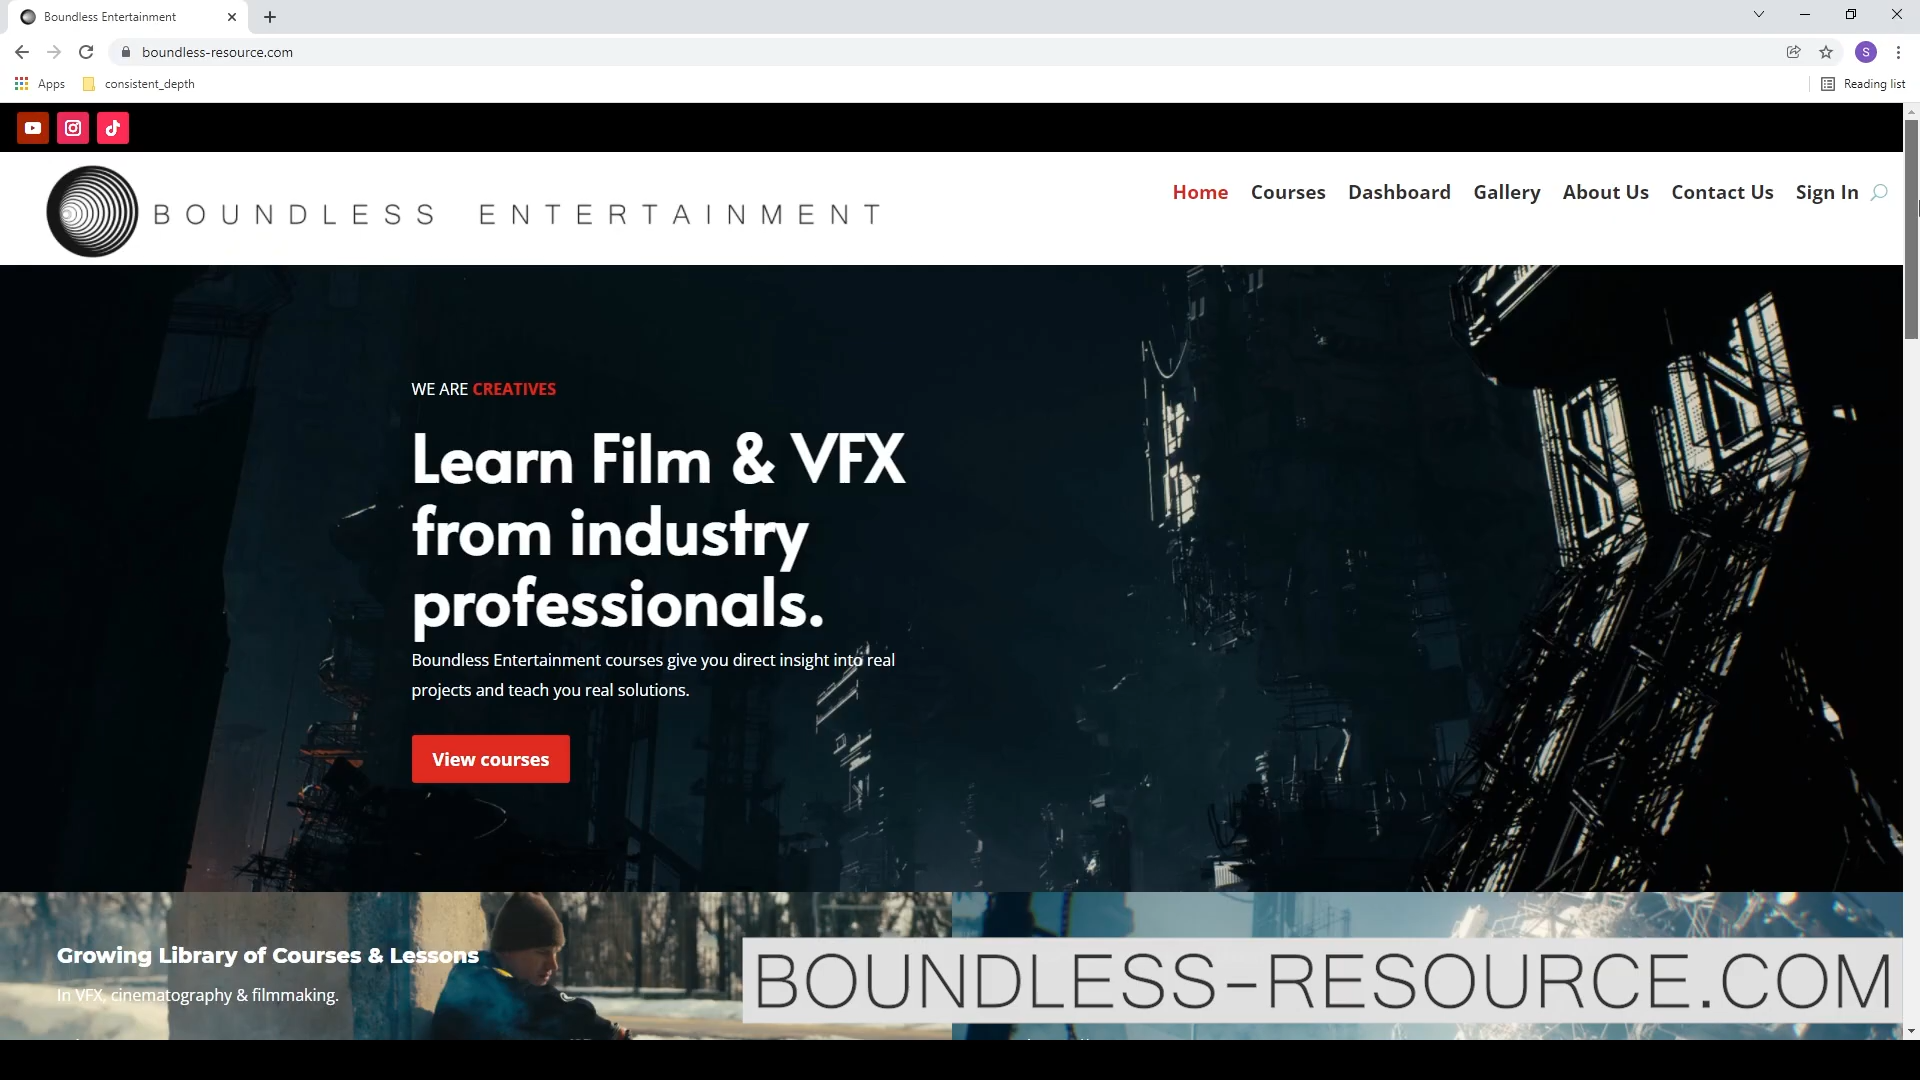 Boundless Entertainment
boundless-resource.com
S
Apps
consistent_depth
Reading list
BOUNDLESS ENTERTAINMENT
Home Courses Dashboard Gallery About Us Contact Us Sign In
WE ARE CREATIVES
Learn Film & VFX
from industry
professionals.
Boundless Entertainment courses give you direct insight into real
projects and teach you real solutions.
View courses
Growing Library of Courses & Lessons
In VFX, cinematography & filmmaking.
BOUNDLESS-RESOURCE.COM